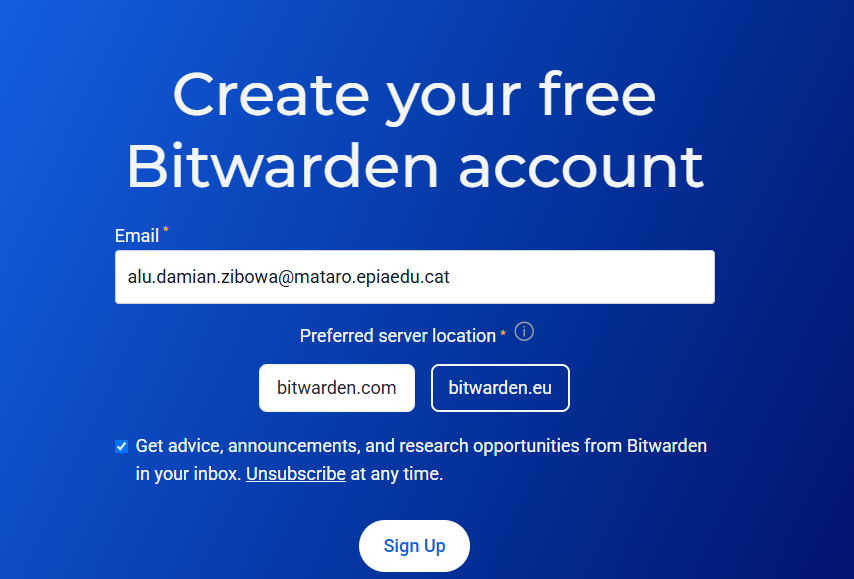 Create your free
Bitwarden account
Email *
alu.damian.zibowa@mataro.epiaedu.cat
Preferred server location * ⓘ
bitwarden.com bitwarden.eu
Get advice, announcements, and research opportunities from Bitwarden
in your inbox. Unsubscribe at any time.
Sign Up